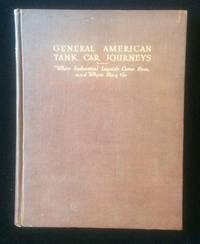 GENERAL AMERICAN
TANK CAR JOURNEYS
"Where Industrial Liquids Come From,
and Where They Go